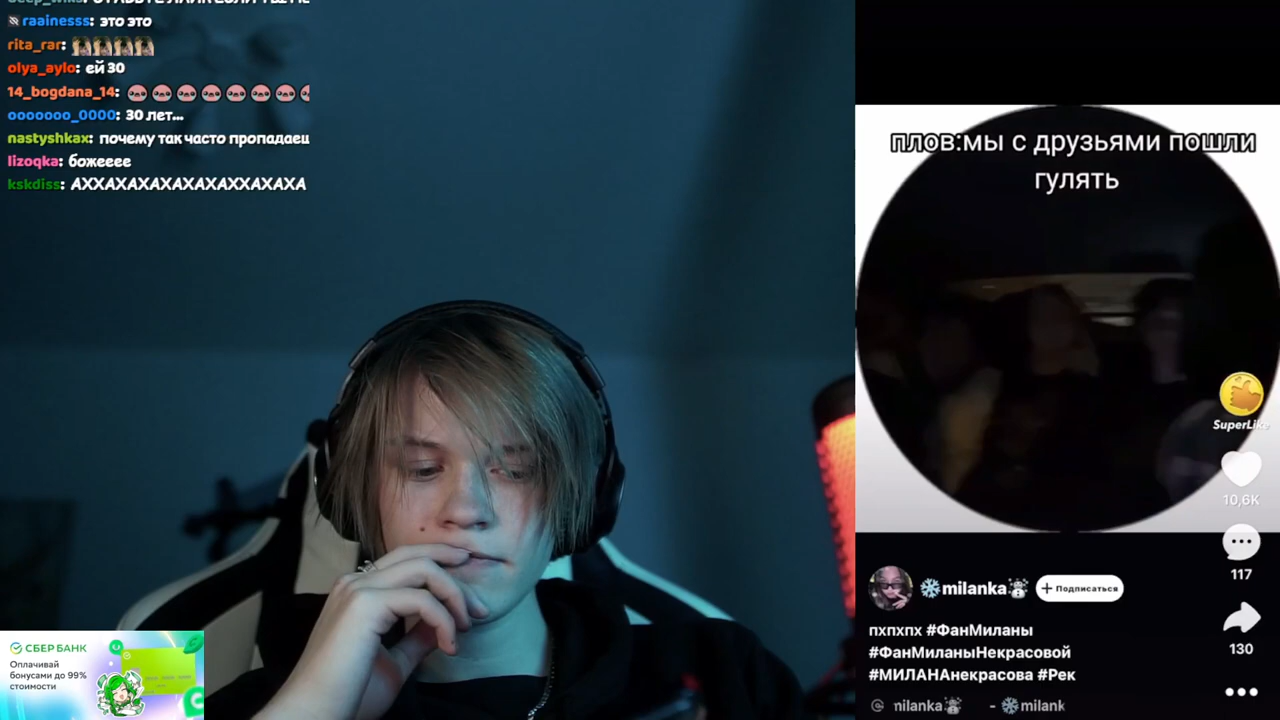 raainesss: это это
rita_rar:
olya_aylo: ей 30
14_bogdana_14:
ooooooo_0000: 30 лет...
nastyshkax: почему так часто пропадаеш
lizoqka: божееее
kskdiss: АХХАХАХАХАХАХХАХАХА
плов:мы с друзьями пошли
гулять
SuperLike
10,6K
117
130
milanka
+ Подписаться
пхпхпх #ФанМиланы
#ФанМиланыНекрасовой
#МИЛАНАнекрасова #Рек
milanka - milank
СБЕР БАНК
Оплачивай
бонусами до 99%
стоимости